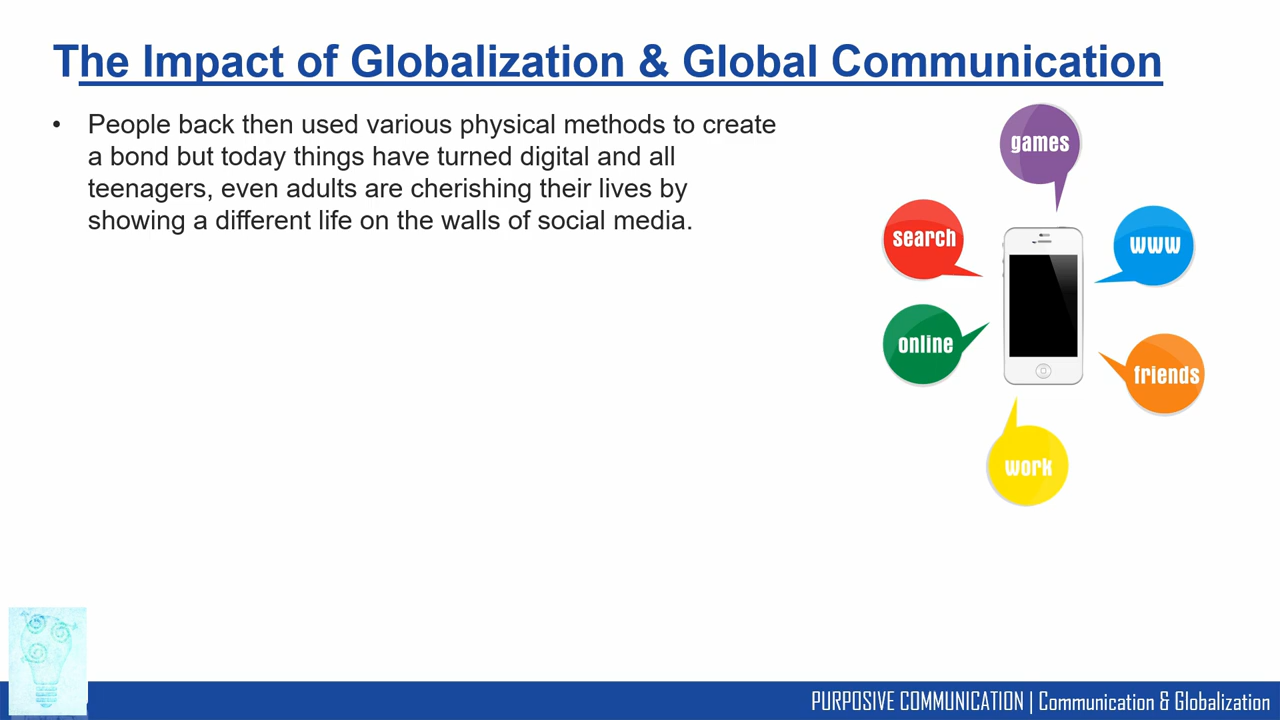 The Impact of Globalization & Global Communication
• People back then used various physical methods to create
a bond but today things have turned digital and all
teenagers, even adults are cherishing their lives by
showing a different life on the walls of social media.
games
search
www
online
friends
work
PURPOSIVE COMMUNICATION | Communication & Globalization